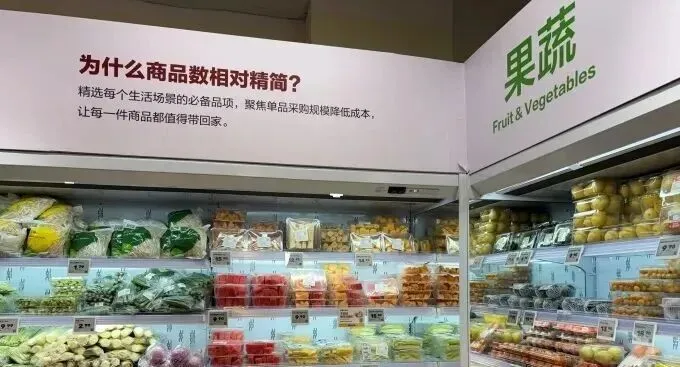 为什么商品数相对精简？
精选每个生活场景的必备品项，聚焦单品采购规模降低成本，
让每一件商品都值得带回家。
果蔬
Fruit & Vegetables